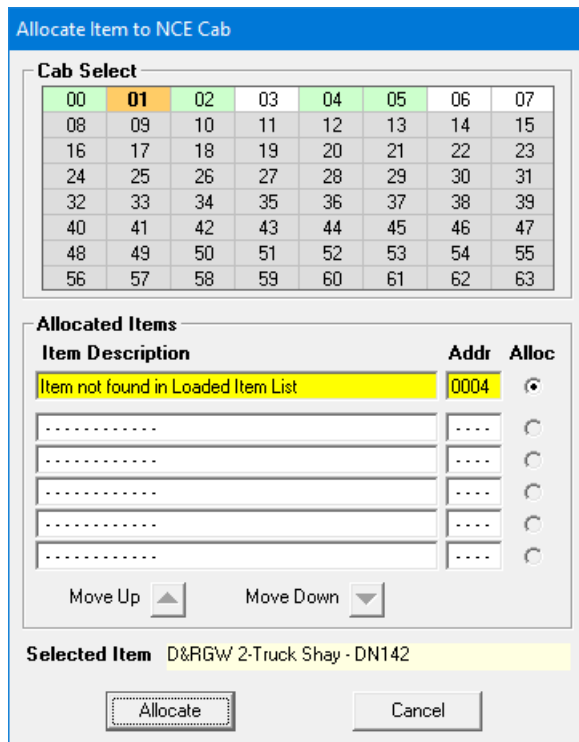 Allocate Item to NCE Cab
Cab Select
00 01 02 03 04 05 06 07
08 09 10 11 12 13 14 15
16 17 18 19 20 21 22 23
24 25 26 27 28 29 30 31
32 33 34 35 36 37 38 39
40 41 42 43 44 45 46 47
48 49 50 51 52 53 54 55
56 57 58 59 60 61 62 63
Allocated Items
Item Description Addr Alloc
Item not found in Loaded Item List 0004
- - - - - - - - - - - - - - - -
- - - - - - - - - - - - - - - -
- - - - - - - - - - - - - - - -
- - - - - - - - - - - - - - - -
- - - - - - - - - - - - - - - -
Move Up Move Down
Selected Item D&RGW 2-Truck Shay - DN142
Allocate Cancel